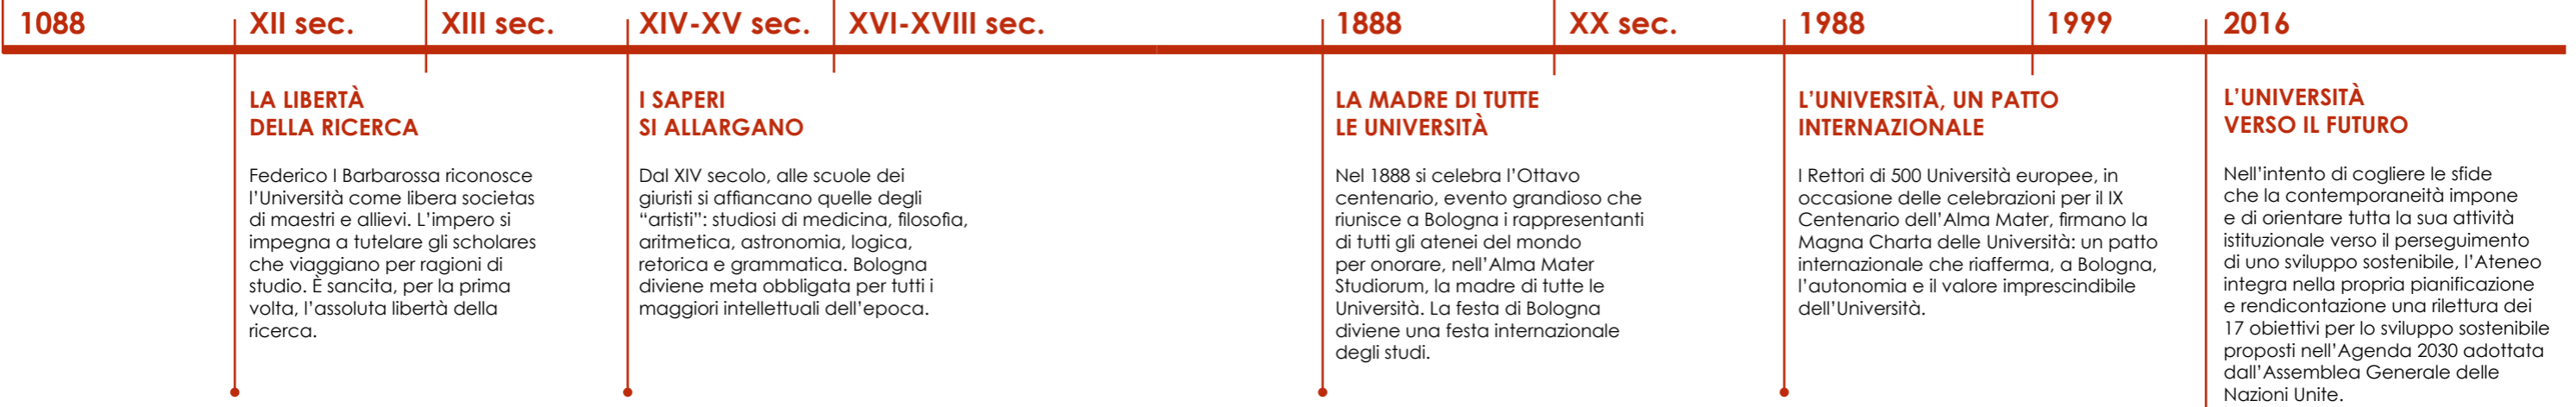 1088
XII sec.
XIII sec.
XIV-XV sec.
XVI-XVIII sec.
1888
XX sec.
1988
1999
2016
LA LIBERTÀ
DELLA RICERCA
Federico I Barbarossa riconosce
l’Università come libera societas
di maestri e allievi. L’impero si
impegna a tutelare gli scholares
che viaggiano per ragioni di
studio. È sancita, per la prima
volta, l’assoluta libertà della
ricerca.
I SAPERI
SI ALLARGANO
Dal XIV secolo, alle scuole dei
giuristi si affiancano quelle degli
“artisti”: studiosi di medicina, filosofia,
aritmetica, astronomia, logica,
retorica e grammatica. Bologna
diviene meta obbligata per tutti i
maggiori intellettuali dell’epoca.
LA MADRE DI TUTTE
LE UNIVERSITÀ
Nel 1888 si celebra l’Ottavo
centenario, evento grandioso che
riunisce a Bologna i rappresentanti
di tutti gli atenei del mondo
per onorare, nell’Alma Mater
Studiorum, la madre di tutte le
Università. La festa di Bologna
diviene una festa internazionale
degli studi.
L’UNIVERSITÀ, UN PATTO
INTERNAZIONALE
I Rettori di 500 Università europee, in
occasione delle celebrazioni per il IX
Centenario dell’Alma Mater, firmano la
Magna Charta delle Università: un patto
internazionale che riafferma, a Bologna,
l’autonomia e il valore imprescindibile
dell’Università.
L’UNIVERSITÀ
VERSO IL FUTURO
Nell’intento di cogliere le sfide
che la contemporaneità impone
e di orientare tutta la sua attività
istituzionale verso il perseguimento
di uno sviluppo sostenibile, l’Ateneo
integra nella propria pianificazione
e rendicontazione una rilettura dei
17 obiettivi per lo sviluppo sostenibile
proposti nell’Agenda 2030 adottata
dall’Assemblea Generale delle
Nazioni Unite.